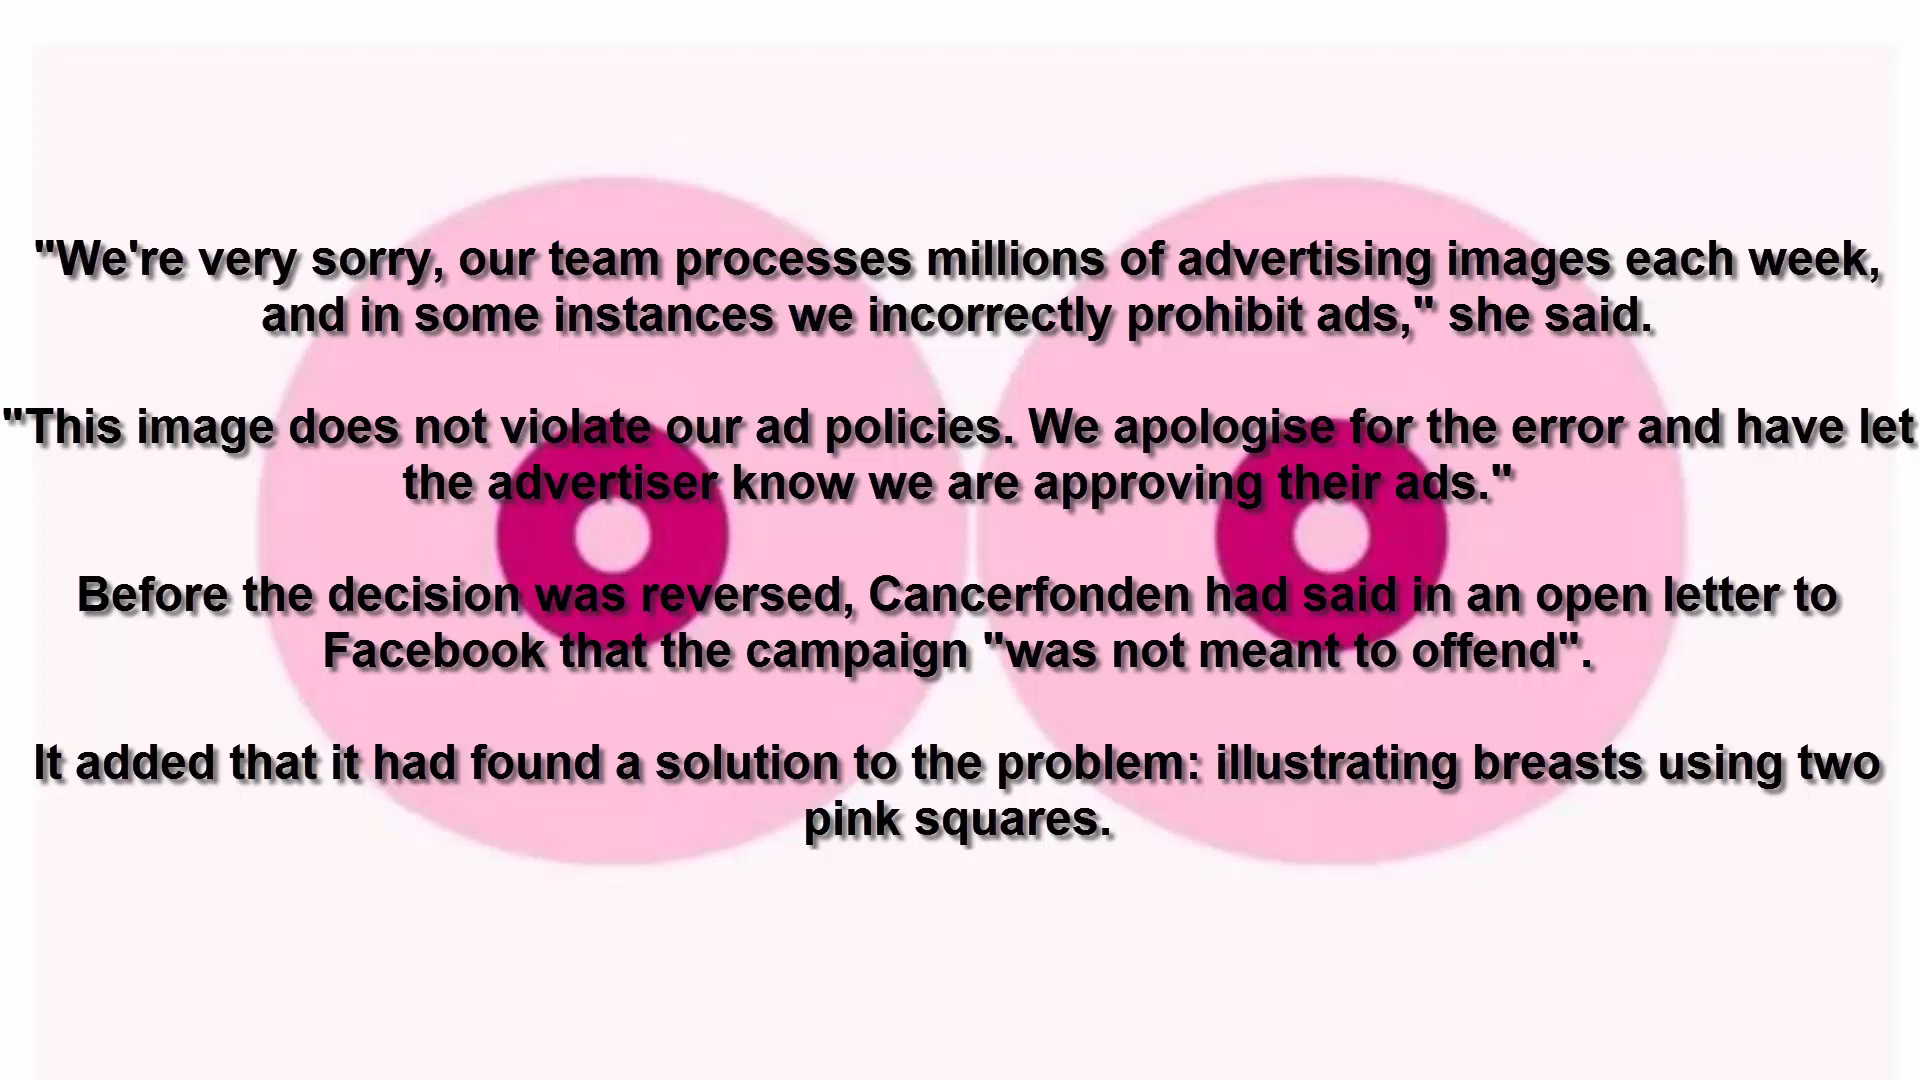 "We're very sorry, our team processes millions of advertising images each week,
and in some instances we incorrectly prohibit ads," she said.
"This image does not violate our ad policies. We apologise for the error and have let
the advertiser know we are approving their ads."
Before the decision was reversed, Cancerfonden had said in an open letter to
Facebook that the campaign "was not meant to offend".
It added that it had found a solution to the problem: illustrating breasts using two
pink squares.